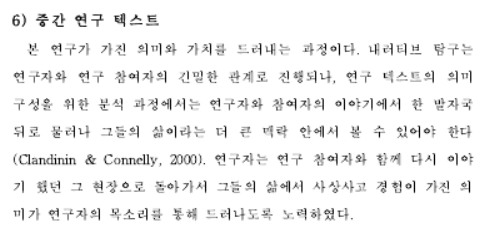 6) 중간 연구 텍스트
본 연구가 가진 의미와 가치를 드러내는 과정이다. 내러티브 탐구는
연구자와 연구 참여자의 긴밀한 관계로 진행되나, 연구 텍스트의 의미
구성을 위한 분석 과정에서는 연구자와 참여자의 이야기에서 한 발자국
뒤로 물러나 그들의 삶이라는 더 큰 맥락 안에서 볼 수 있어야 한다
(Clandinin & Connelly, 2000). 연구자는 연구 참여자와 함께 다시 이야
기 했던 그 현장으로 돌아가서 그들의 삶에서 사상사고 경험이 가진 의
미가 연구자의 목소리를 통해 드러나도록 노력하였다.